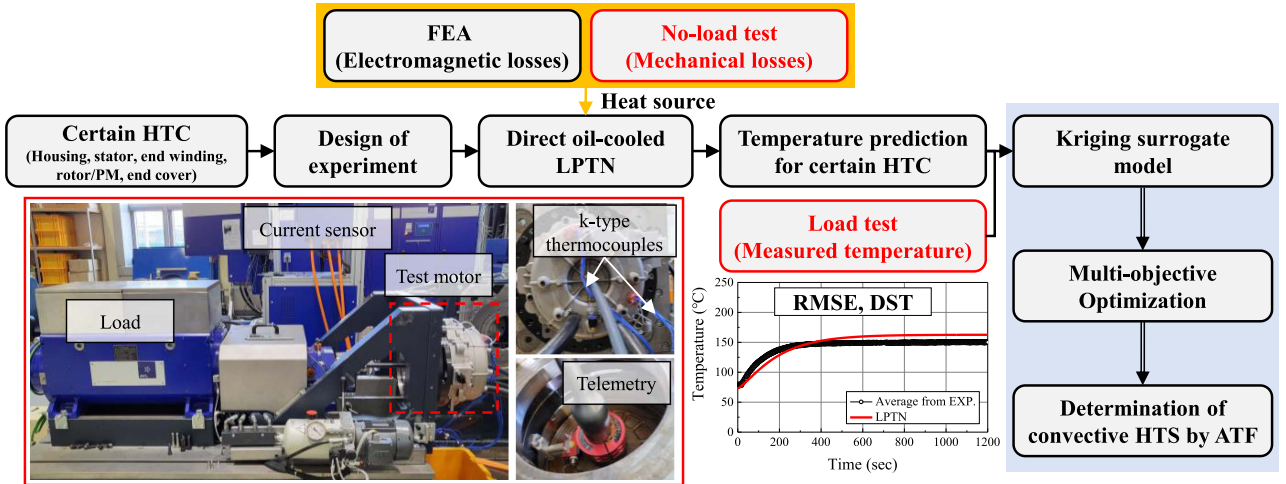 FEA
(Electromagnetic losses)
No-load test
(Mechanical losses)
Heat source
Certain HTC
(Housing, stator, end winding,
rotor/PM, end cover)
Design of
experiment
Direct oil-cooled
LPTN
Temperature prediction
for certain HTC
Kriging surrogate
model
Load test
(Measured temperature)
Multi-objective
Optimization
Determination of
convective HTS by ATF
Current sensor
Test motor
Load
k-type
thermocouples
Telemetry
RMSE, DST
Temperature (℃)
250
200
150
100
50
0
Average from EXP.
LPTN
0 200 400 600 800 1000 1200
Time (sec)